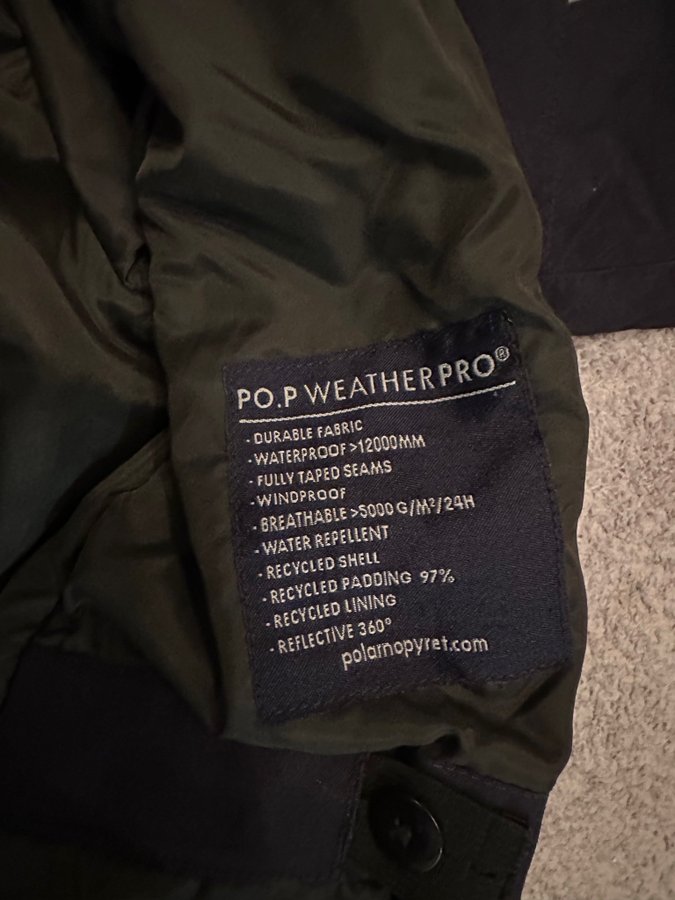 PO.P WEATHERPRO®
· DURABLE FABRIC
· WATERPROOF >12000MM
· FULLY TAPED SEAMS
· WINDPROOF
· BREATHABLE >5000 G/M²/24H
· WATER REPELLENT
· RECYCLED SHELL
· RECYCLED PADDING 97%
· RECYCLED LINING
· REFLECTIVE 360°
polarnopyret.com